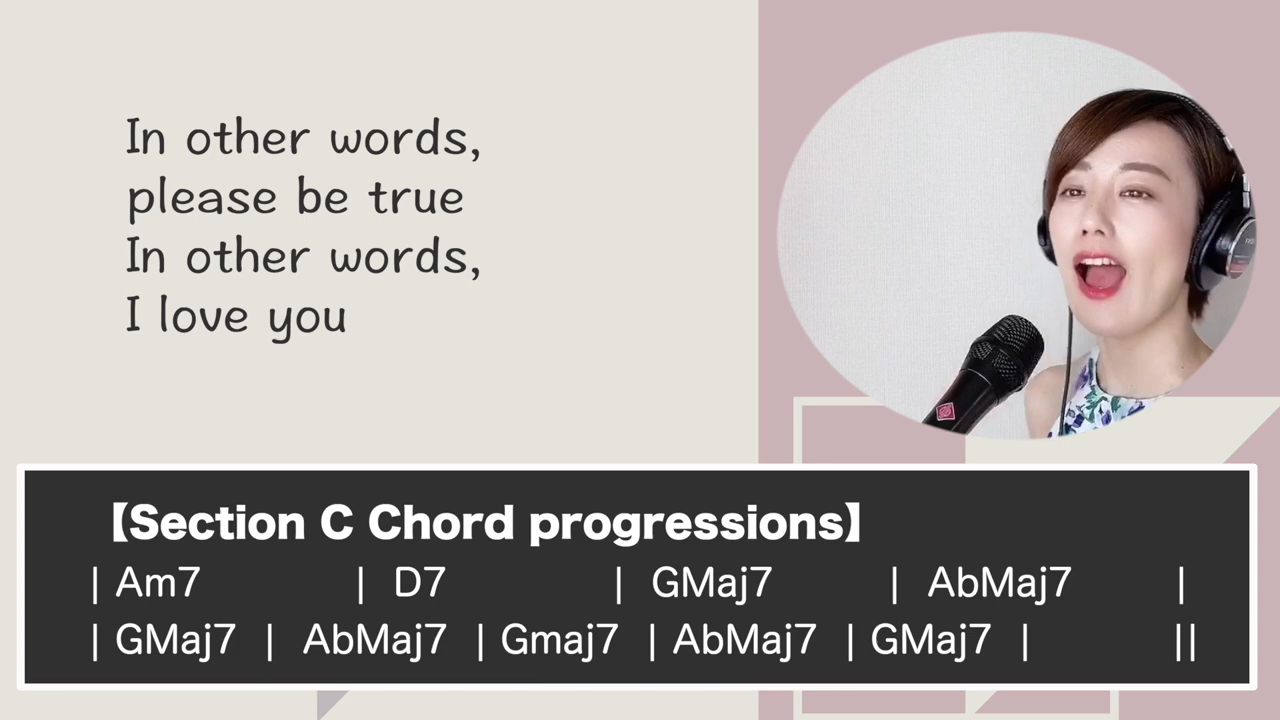 In other words,
please be true
In other words,
I love you
【Section C Chord progressions】
| Am7 | D7 | GMaj7 | AbMaj7 |
| GMaj7 | AbMaj7 | Gmaj7 | AbMaj7 | GMaj7 | ||